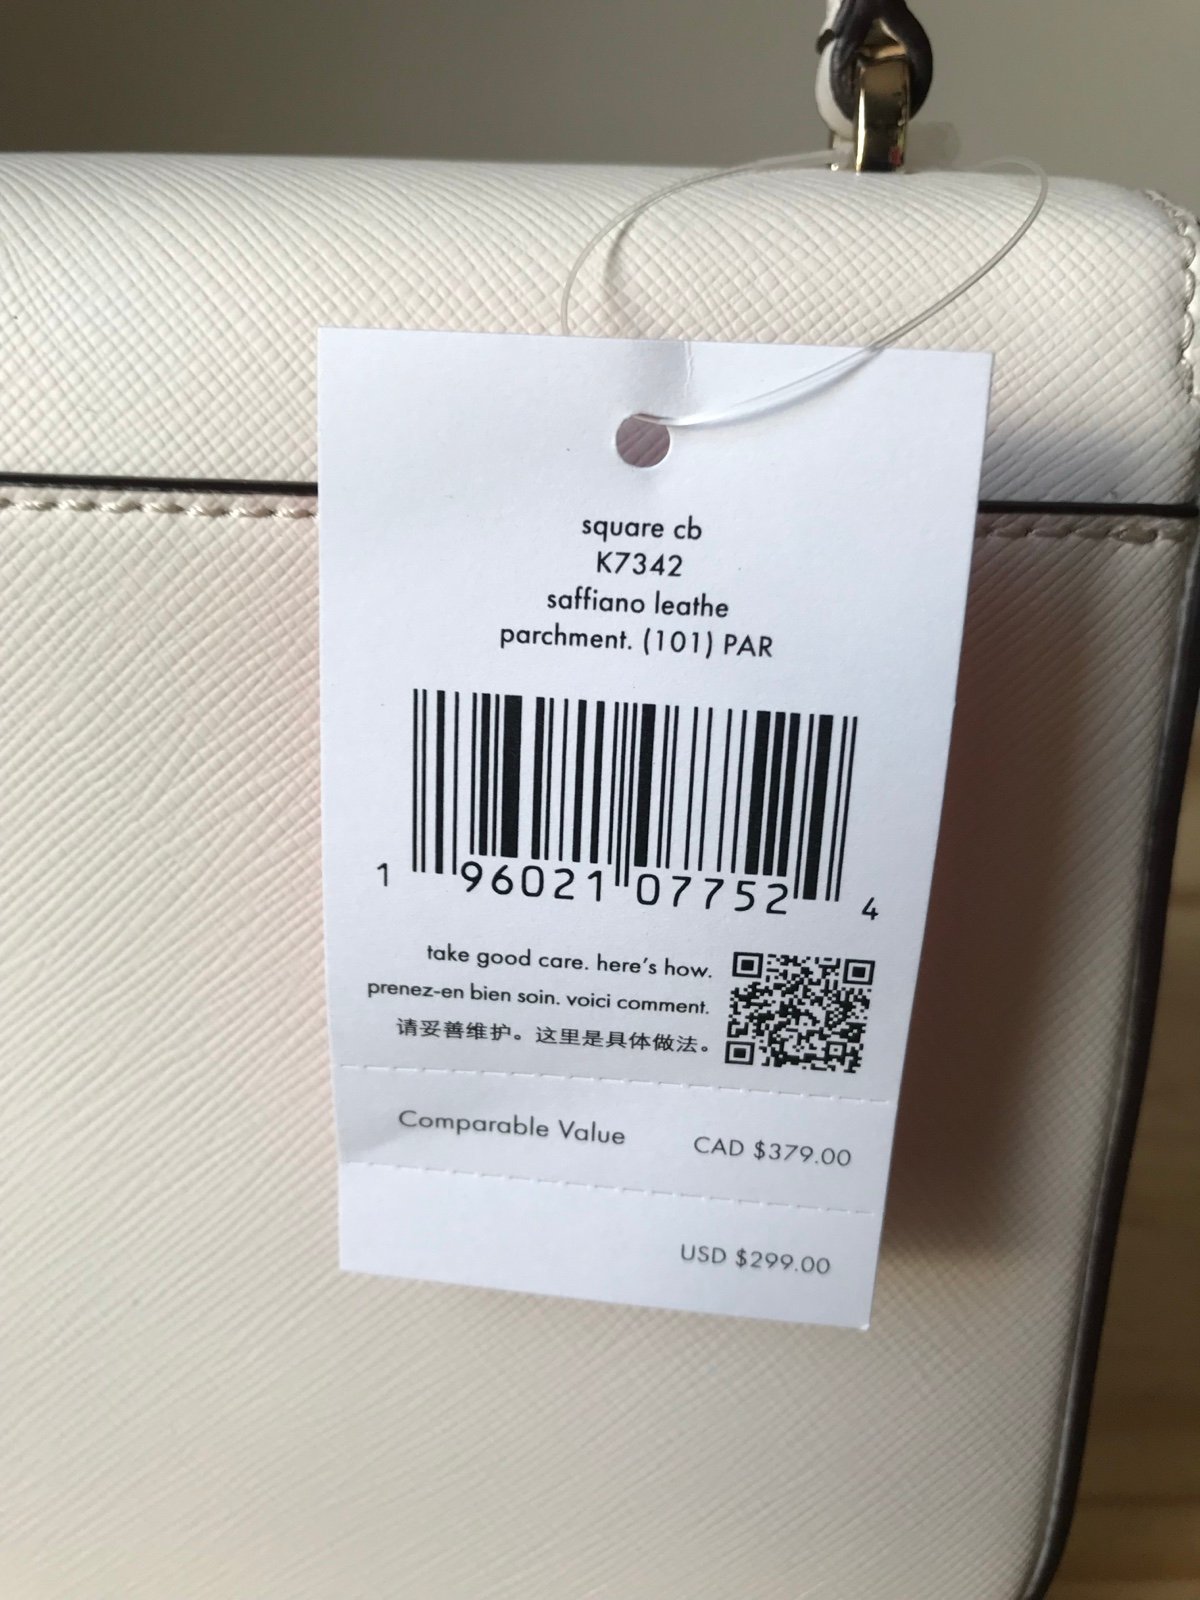 square cb
K7342
saffiano leathe
parchment. (101) PAR
1 96021 07752 4
take good care. here's how.
prenez-en bien soin. voici comment.
请妥善维护。这里是具体做法。
Comparable Value CAD $379.00
USD $299.00